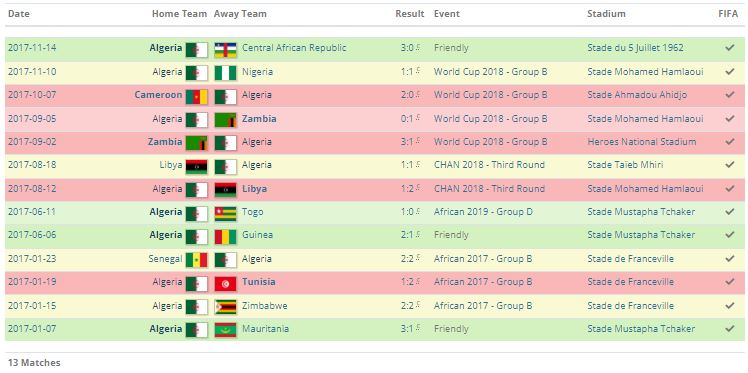 Date Home Team Away Team Result Event Stadium FIFA
2017-11-14 Algeria Central African Republic 3:0 Friendly Stade du 5 Juillet 1962
2017-11-10 Algeria Nigeria 1:1 World Cup 2018 - Group B Stade Mohamed Hamlaoui
2017-10-07 Cameroon Algeria 2:0 World Cup 2018 - Group B Stade Ahmadou Ahidjo
2017-09-05 Algeria Zambia 0:1 World Cup 2018 - Group B Stade Mohamed Hamlaoui
2017-09-02 Zambia Algeria 3:1 World Cup 2018 - Group B Heroes National Stadium
2017-08-18 Libya Algeria 1:1 CHAN 2018 - Third Round Stade Taïeb Mhiri
2017-08-12 Algeria Libya 1:2 CHAN 2018 - Third Round Stade Mohamed Hamlaoui
2017-06-11 Algeria Togo 1:0 African 2019 - Group D Stade Mustapha Tchaker
2017-06-06 Algeria Guinea 2:1 Friendly Stade Mustapha Tchaker
2017-01-23 Senegal Algeria 2:2 African 2017 - Group B Stade de Franceville
2017-01-19 Algeria Tunisia 1:2 African 2017 - Group B Stade de Franceville
2017-01-15 Algeria Zimbabwe 2:2 African 2017 - Group B Stade de Franceville
2017-01-07 Algeria Mauritania 3:1 Friendly Stade Mustapha Tchaker
13 Matches